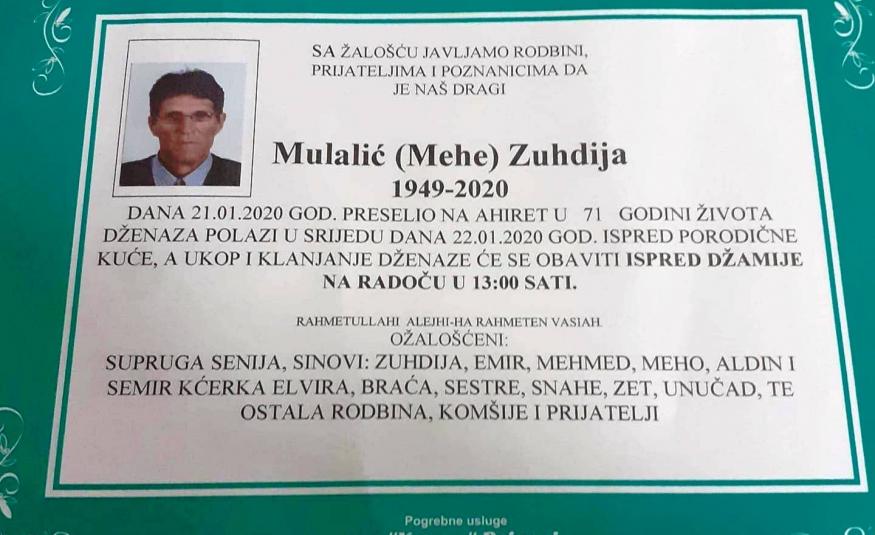 SA ŽALOŠĆU JAVLJAMO RODBINI,
PRIJATELJIMA I POZNANICIMA DA
JE NAŠ DRAGI
Mulalić (Mehe) Zuhdija
1949-2020
DANA 21.01.2020 GOD. PRESELIO NA AHIRET U 71 GODINI ŽIVOTA
DŽENAZA POLAZI U SRIJEDU DANA 22.01.2020 GOD. ISPRED PORODIČNE
KUĆE, A UKOP I KLANJANJE DŽENAZE ĆE SE OBAVITI ISPRED DŽAMIJE
NA RADOČU U 13:00 SATI.
RAHMETULLAHI ALEJHI-HA RAHMETEN VASIAH.
OŽALOŠĆENI:
SUPRUGA SENIJA, SINOVI: ZUHDIJA, EMIR, MEHMED, MEHO, ALDIN I
SEMIR KĆERKA ELVIRA, BRAĆA, SESTRE, SNAHE, ZET, UNUČAD, TE
OSTALA RODBINA, KOMŠIJE I PRIJATELJI
Pogrebne usluge